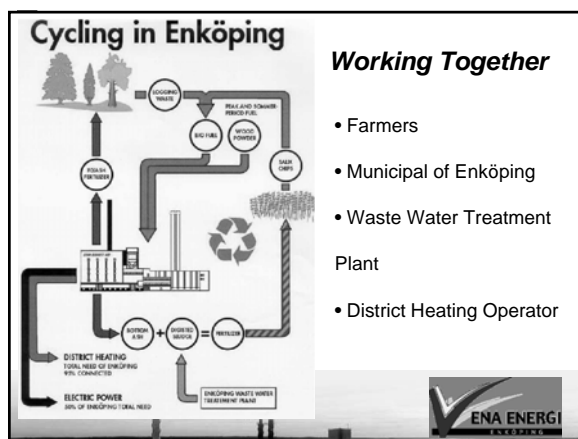 Cycling in Enköping
LOGGING
WASTE
PEAK AND SOMMER-
PERIOD FUEL
BIO FUEL
WOOD
POWDER
SALIX
CHIPS
ROUGH
FERTILIZER
BOTTOM
ASH
+
DIGESTED
SLUDGE
=
FERTILIZER
DISTRICT HEATING
TOTAL NEED OF ENKÖPING
95% CONNECTED
ELECTRIC POWER
50% OF ENKÖPING TOTAL NEED
ENKÖPING WASTE WATER
TREATMENT PLANT
Working Together
• Farmers
• Municipal of Enköping
• Waste Water Treatment
Plant
• District Heating Operator
ENA ENERGI
ENKÖPING